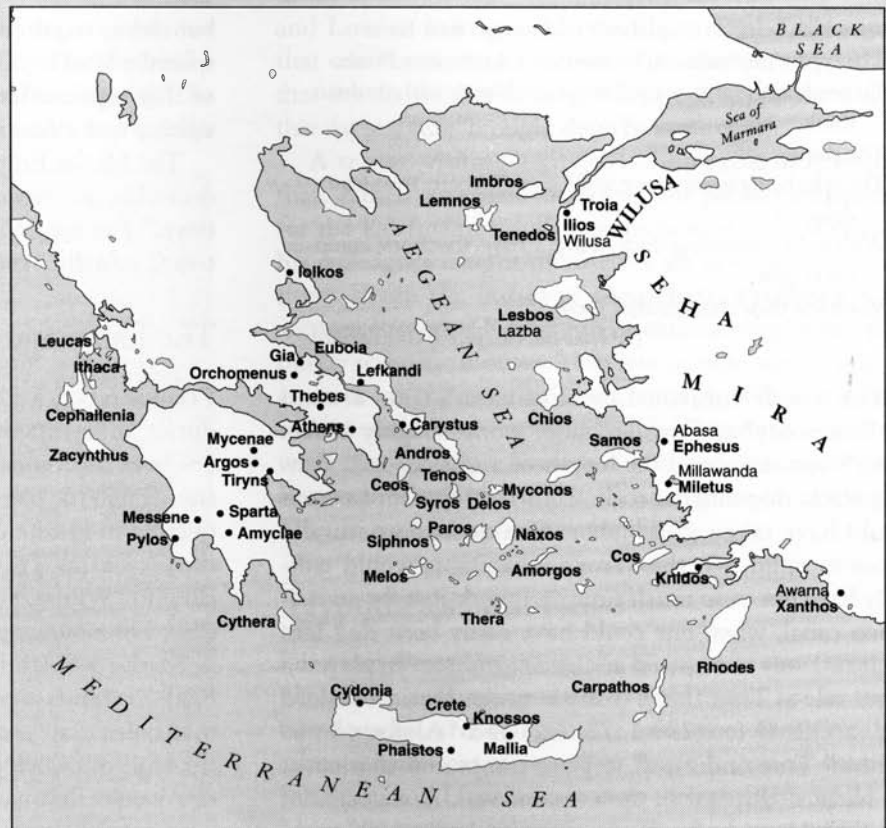 BLACK
SEA
Sea of
Marmara
Imbros
Lemnos
Troia
Ilios
Wilusa
Tenedos
WILUSA
AEGEAN SEA
SEHA
MIRA
Iolkos
Lesbos
Lazba
Leucas
Ithaca
Gia
Euboia
Orchomenus
Lefkandi
Thebes
Cephallenia
Athens
Carystus
Chios
Zacynthus
Mycenae
Argos
Tiryns
Andros
Samos
Abasa
Ephesus
Ceos
Tenos
Syros
Delos
Myconos
Millawanda
Miletus
Messene
Sparta
Pylos
Amyclae
Paros
Siphnos
Naxos
Melos
Amorgos
Cos
Knidos
Awarna
Xanthos
Cythera
Thera
Rhodes
Carpathos
Cydonia
Crete
Knossos
Phaistos
Mallia
MEDITERRANEAN SEA